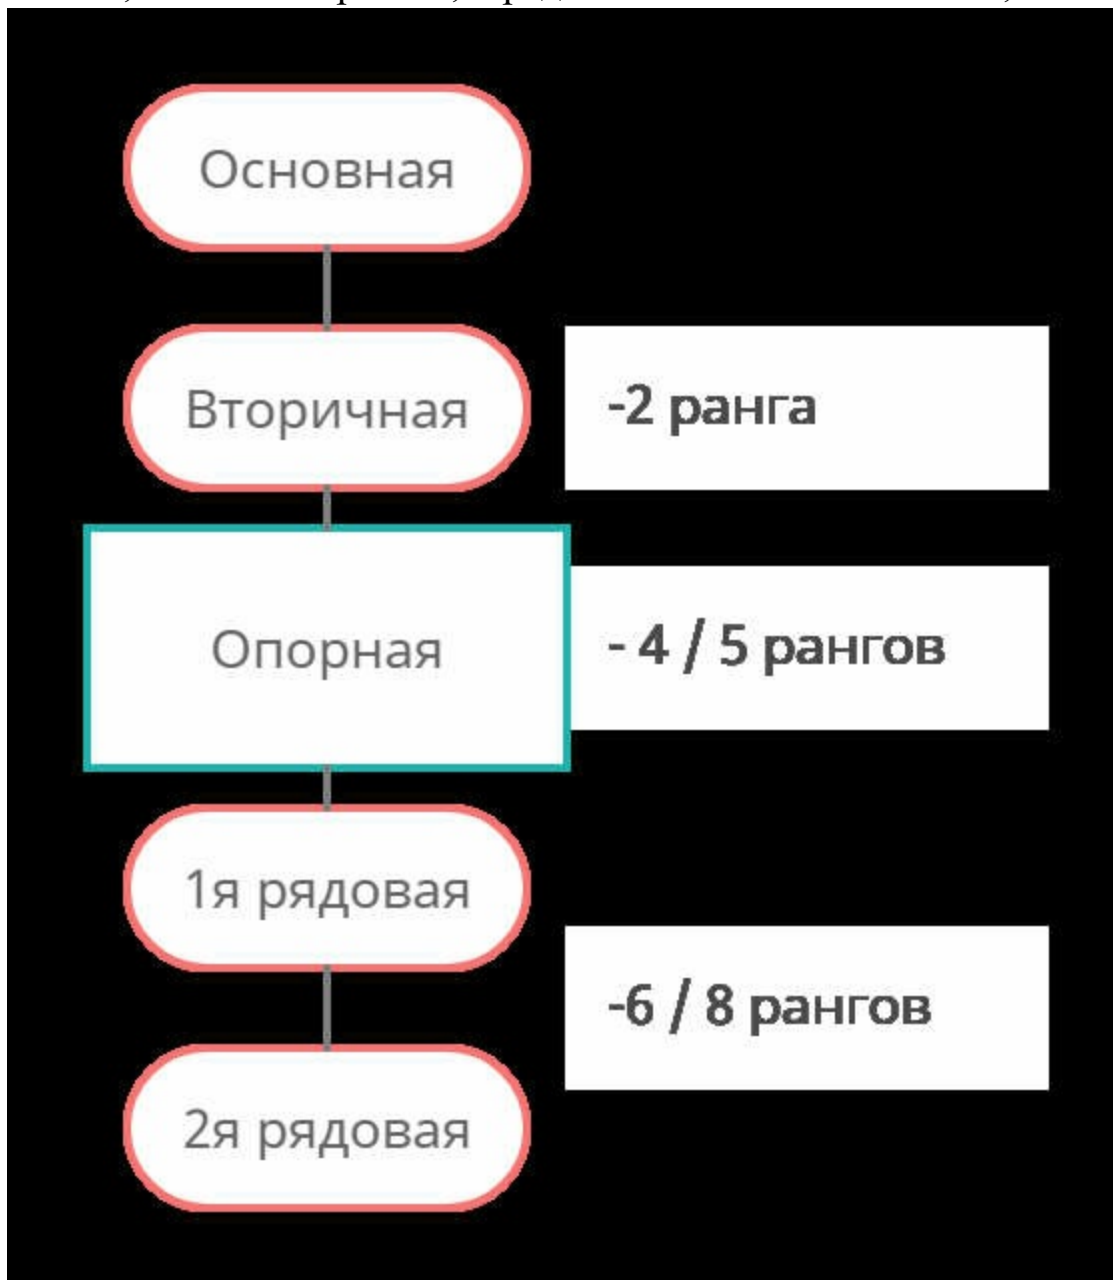 Основная
Вторичная
-2 ранга
Опорная
- 4 / 5 рангов
1я рядовая
-6 / 8 рангов
2я рядовая